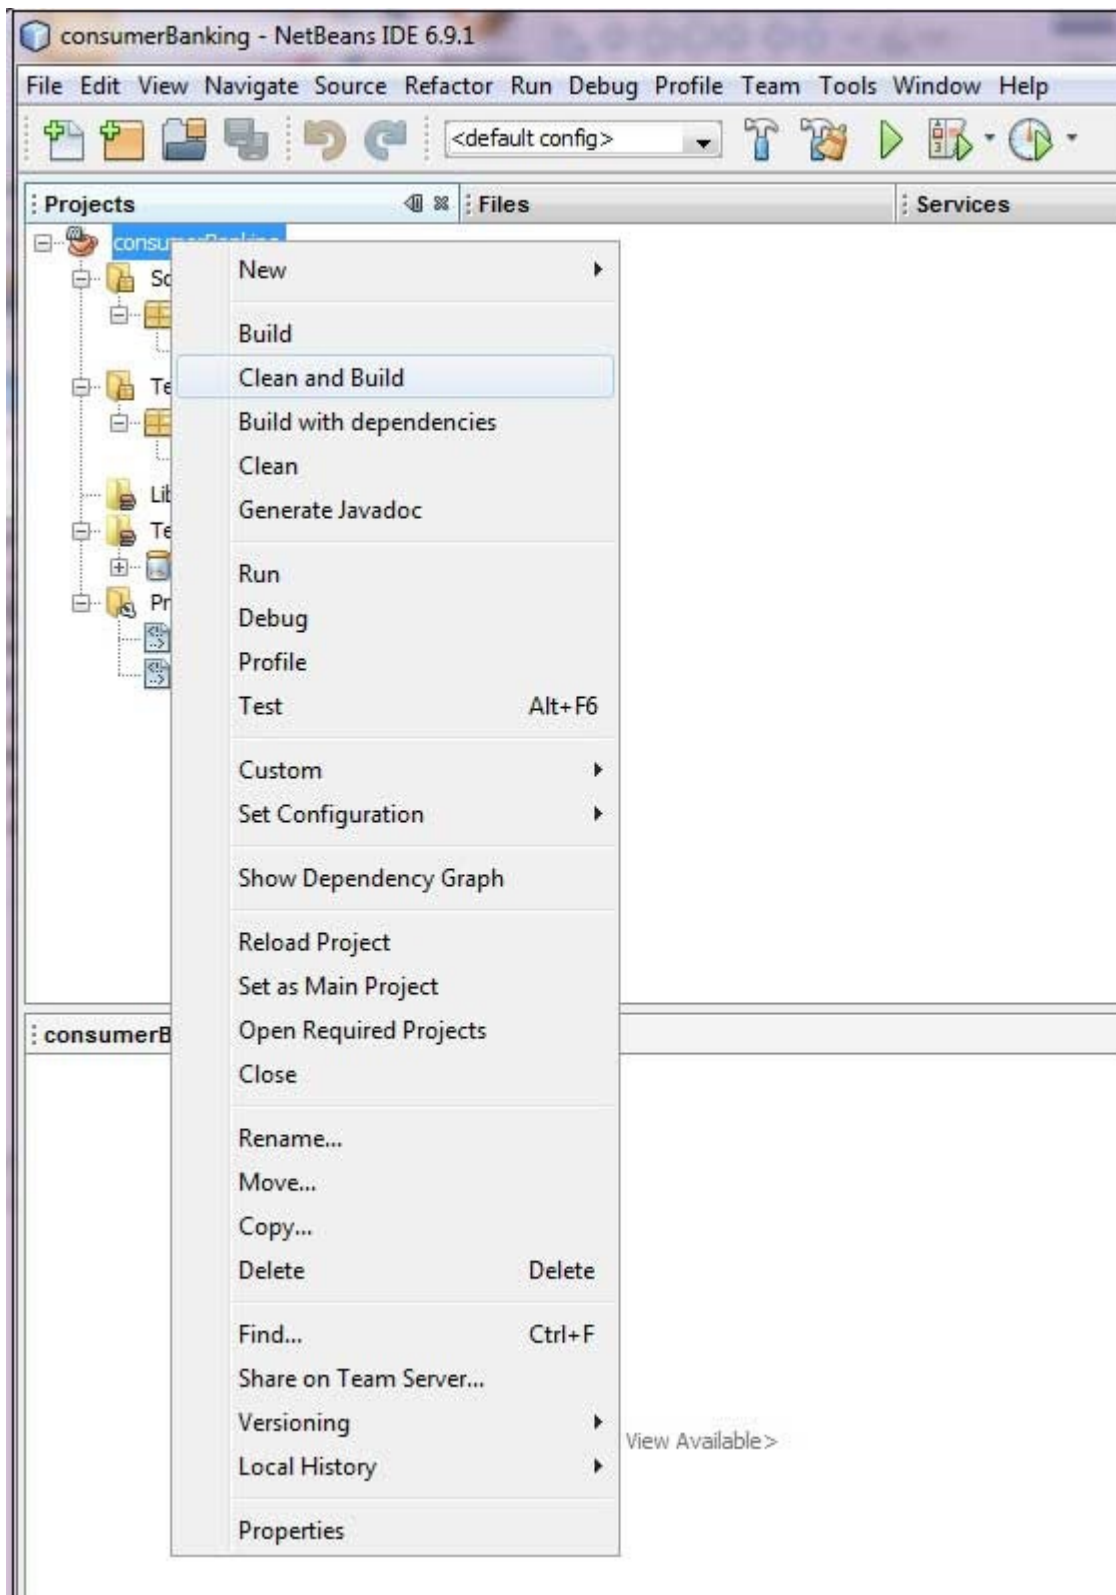 consumerBanking - NetBeans IDE 6.9.1
File Edit View Navigate Source Refactor Run Debug Profile Team Tools Window Help
<default config>
Projects Files Services
New
Build
Clean and Build
Build with dependencies
Clean
Generate Javadoc
Run
Debug
Profile
Test Alt+F6
Custom
Set Configuration
Show Dependency Graph
Reload Project
Set as Main Project
Open Required Projects
Close
Rename...
Move...
Copy...
Delete Delete
Find... Ctrl+F
Share on Team Server...
Versioning
View Available>
Local History
Properties